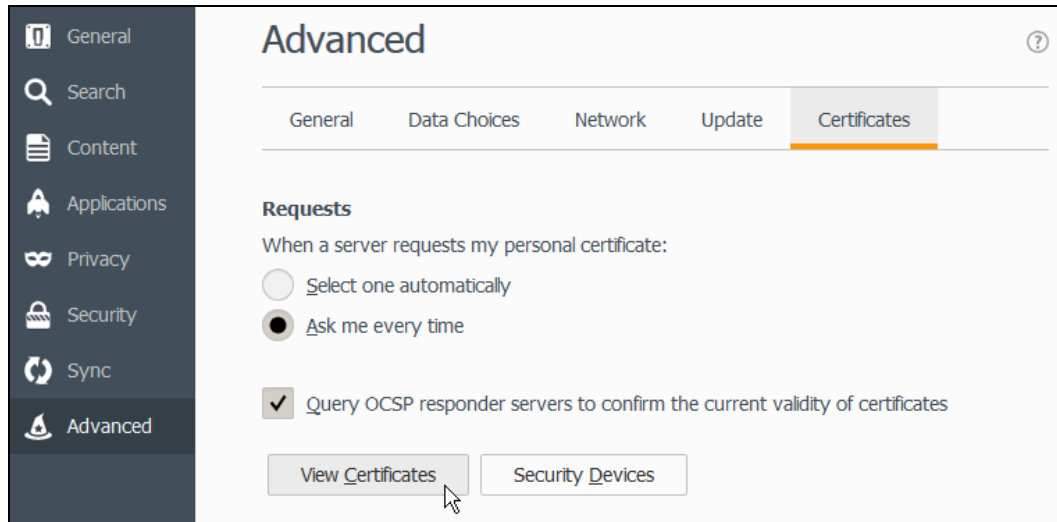 General
Search
Content
Applications
Privacy
Security
Sync
Advanced
Advanced
?
General Data Choices Network Update Certificates
Requests
When a server requests my personal certificate:
Select one automatically
Ask me every time
Query OCSP responder servers to confirm the current validity of certificates
View Certificates Security Devices